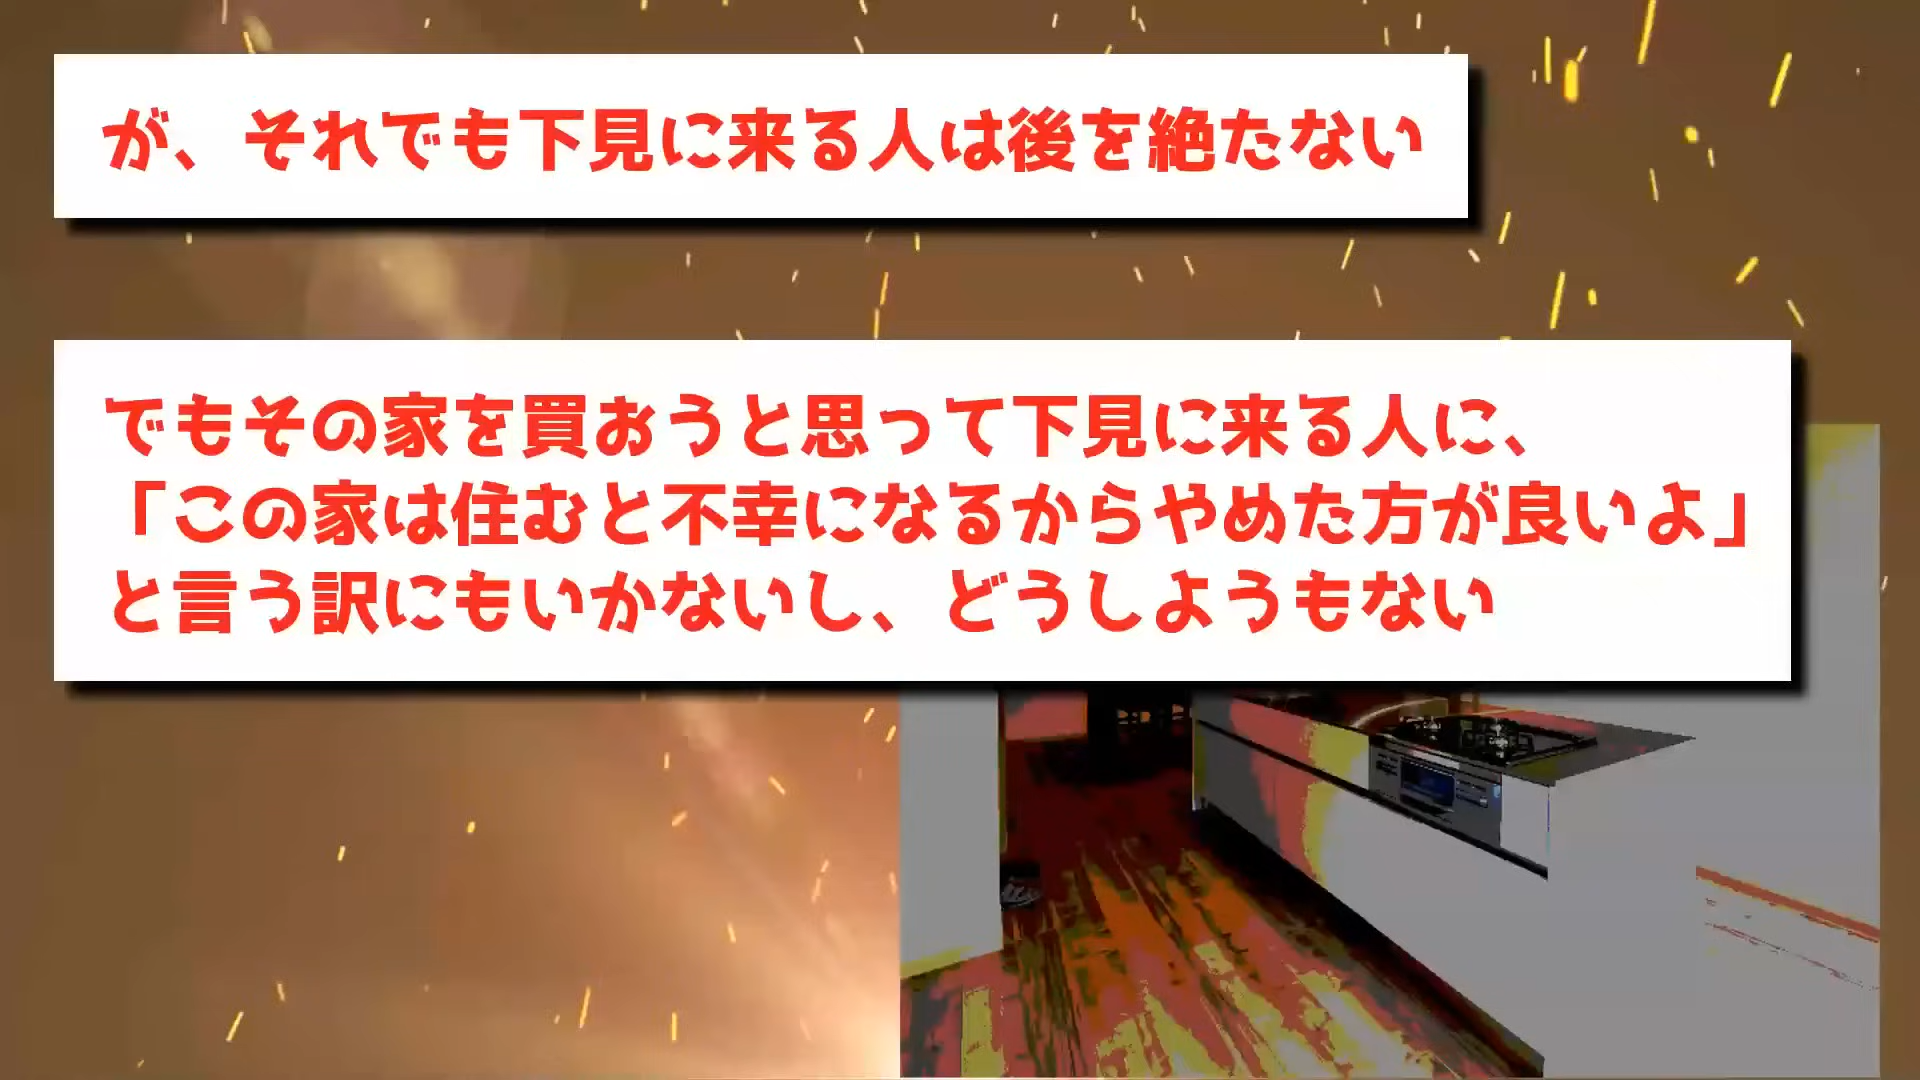 が、それでも下見に来る人は後を絶たない
でもその家を買おうと思って下見に来る人に、
「この家は住むと不幸になるからやめた方が良いよ」
と言う訳にもいかないし、どうしようもない